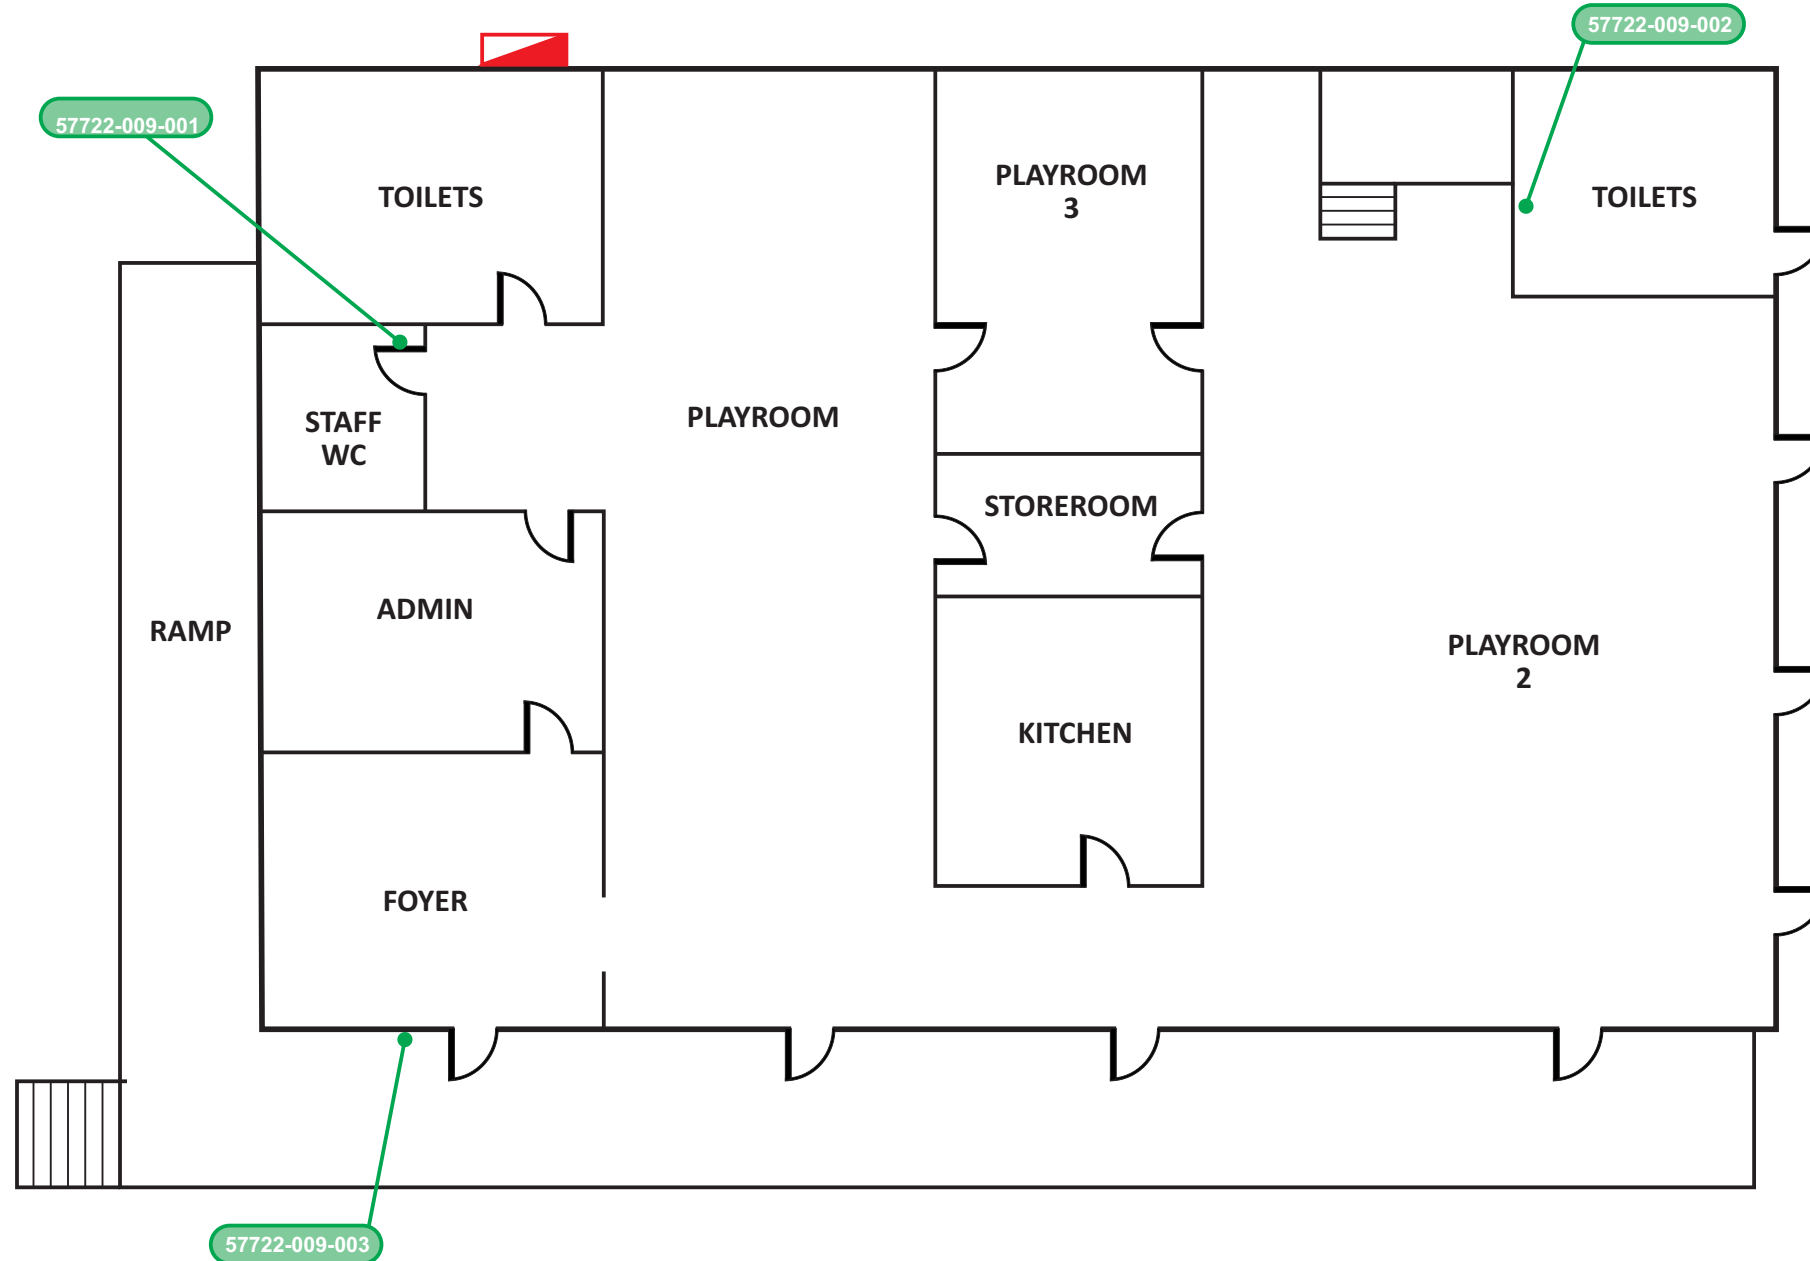 57722-009-002
57722-009-001
TOILETS
PLAYROOM
3
TOILETS
STAFF
WC
PLAYROOM
STOREROOM
ADMIN
RAMP
PLAYROOM
2
KITCHEN
FOYER
57722-009-003